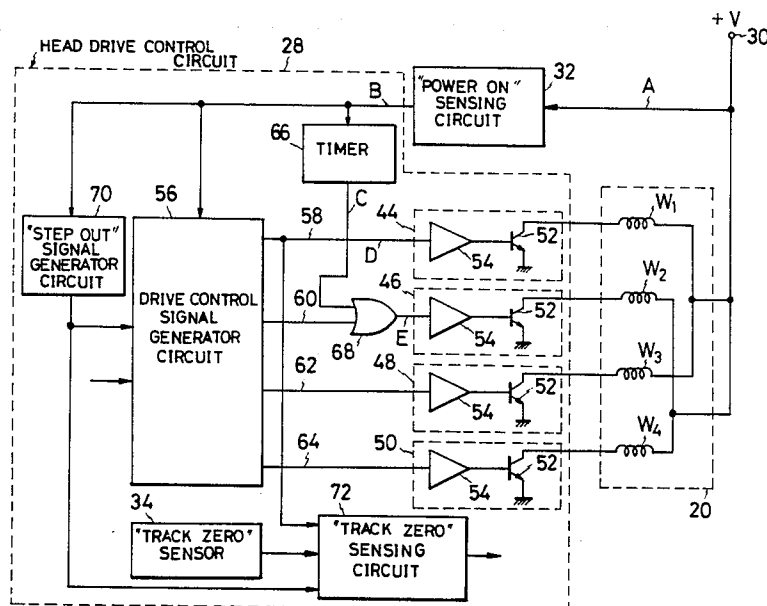 HEAD DRIVE CONTROL
CIRCUIT
28
+ V
30
32
"POWER ON"
SENSING
CIRCUIT
A
B
66
TIMER
C
70
"STEP OUT"
SIGNAL
GENERATOR
CIRCUIT
56
DRIVE CONTROL
SIGNAL
GENERATOR
CIRCUIT
58
D
44
54
52
W1
60
68
E
46
54
52
W2
62
48
54
52
W3
64
50
54
52
W4
20
34
"TRACK ZERO"
SENSOR
72
"TRACK ZERO"
SENSING
CIRCUIT